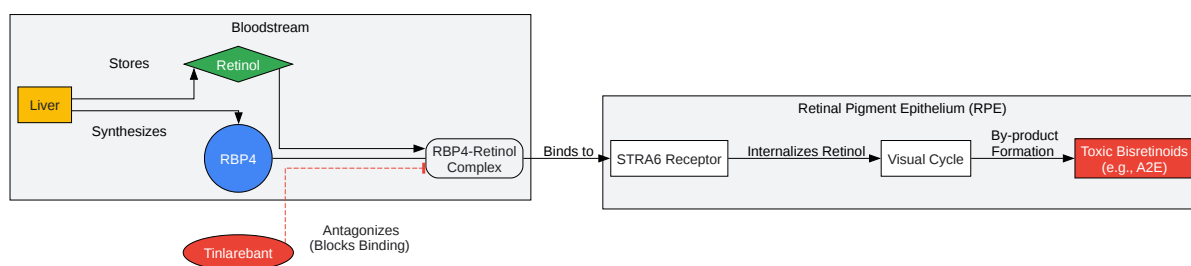 Bloodstream
Stores
Retinol
Liver
Synthesizes
RBP4
RBP4-Retinol
Complex
Antagonizes
(Blocks Binding)
Tinlarebant
Binds to
Retinal Pigment Epithelium (RPE)
STRA6 Receptor
Internalizes Retinol
Visual Cycle
By-product
Formation
Toxic Bisretinoids
(e.g., A2E)